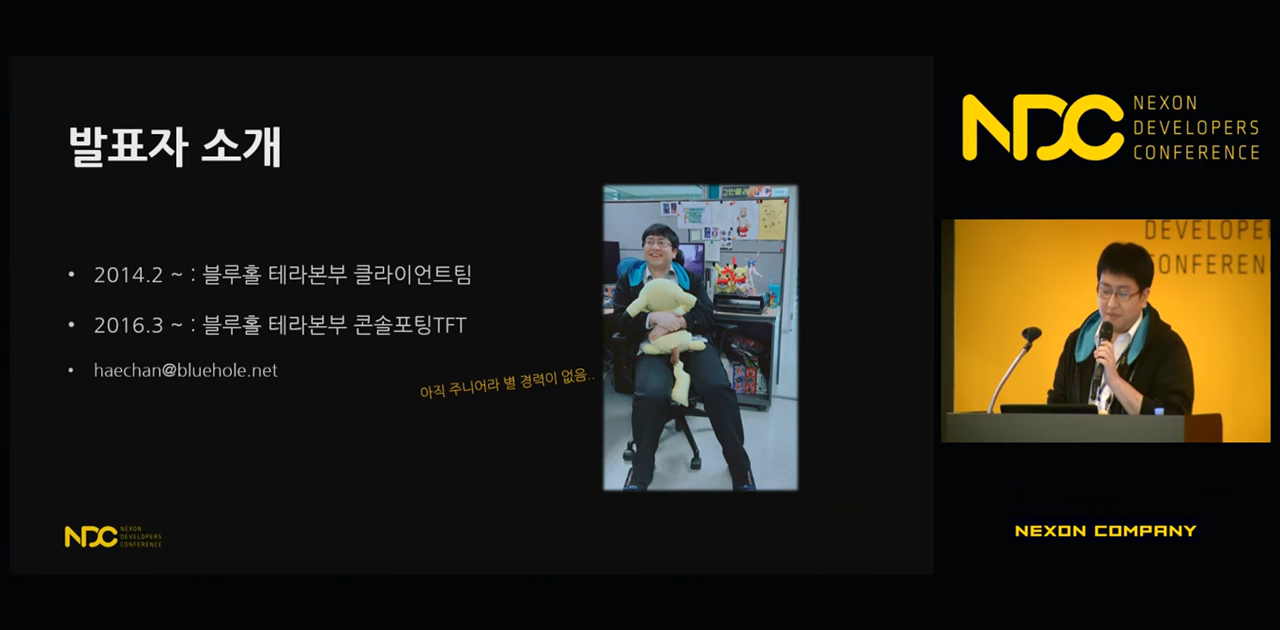 발표자 소개
• 2014.2 ~ : 블루홀 테라본부 클라이언트팀
• 2016.3 ~ : 블루홀 테라본부 콘솔포팅TFT
• haechan@bluehole.net
아직 주니어라 별 경력이 없음..
NDC NEXON
DEVELOPERS
CONFERENCE
NDC NEXON
DEVELOPERS
CONFERENCE
DEVELOPE
CONFEREN
NEXON COMPANY